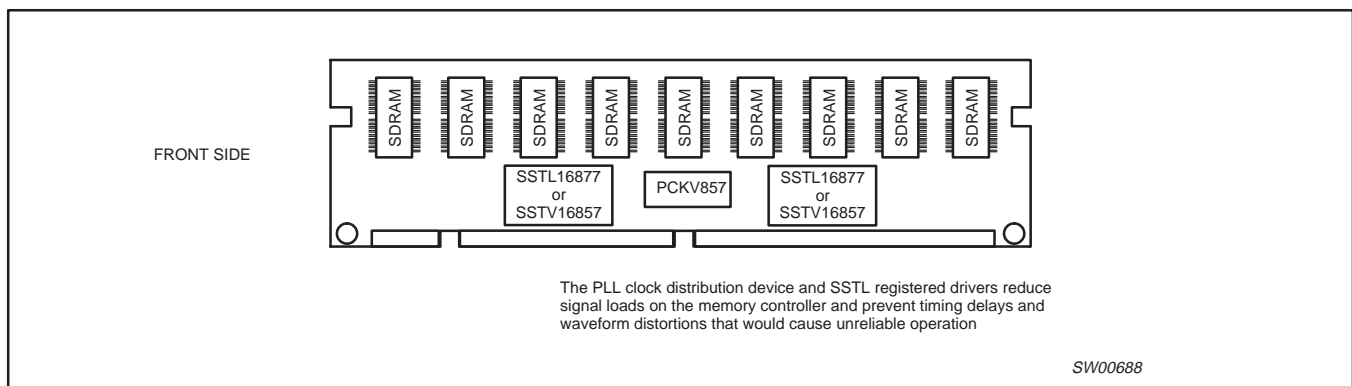 FRONT SIDE
SDRAM
SDRAM
SDRAM
SDRAM
SDRAM
SDRAM
SDRAM
SDRAM
SDRAM
SSTL16877
or
SSTV16857
PCKV857
SSTL16877
or
SSTV16857
The PLL clock distribution device and SSTL registered drivers reduce
signal loads on the memory controller and prevent timing delays and
waveform distortions that would cause unreliable operation
SW00688